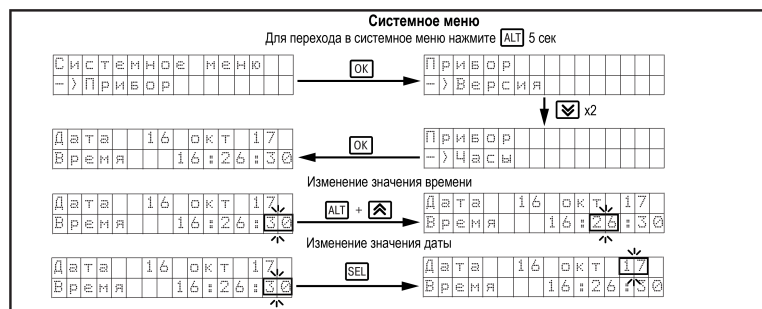 Системное меню
Для перехода в системное меню нажмите ALT 5 сек
Системное меню
->Прибор
OK
Прибор
->Версия
x2
Дата 16 окт 17
Время 16:26:30
OK
Прибор
->Часы
Изменение значения времени
Дата 16 окт 17
Время 16:26:30
ALT +
Дата 16 окт 17
Время 16:26:30
Изменение значения даты
Дата 16 окт 17
Время 16:26:30
SEL
Дата 16 окт 17
Время 16:26:30